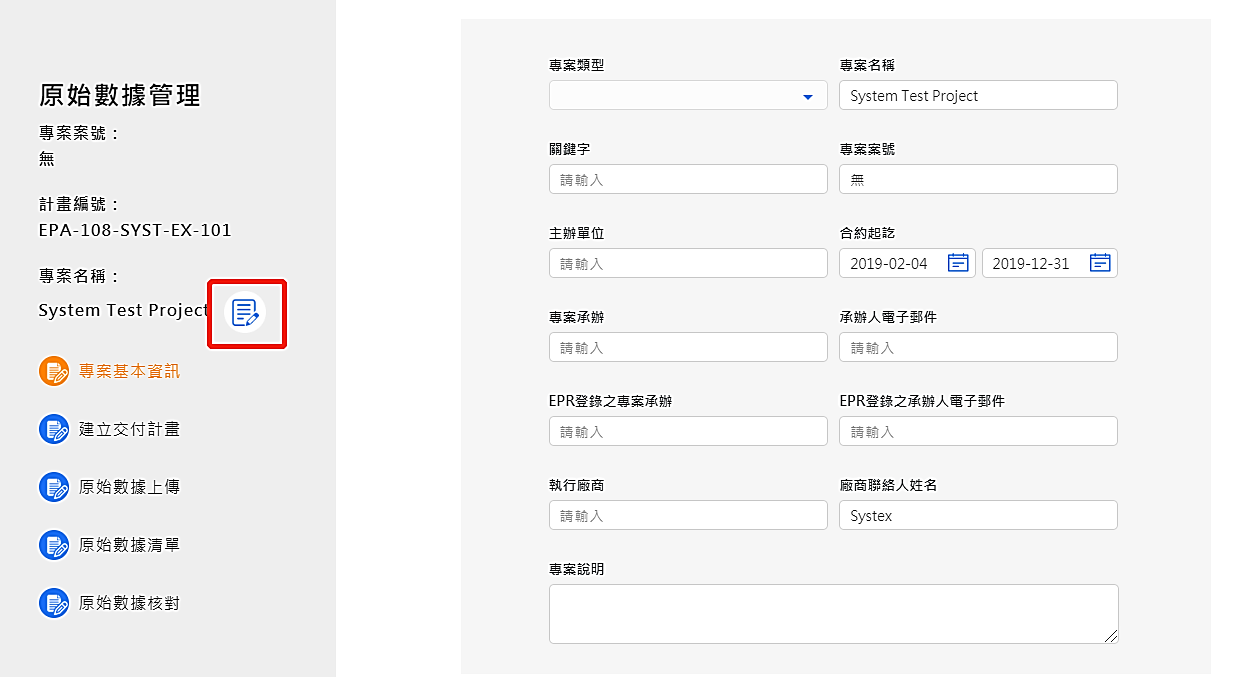 原始數據管理
專案案號：
無
計畫編號：
EPA-108-SYST-EX-101
專案名稱：
System Test Project
專案基本資訊
建立交付計畫
原始數據上傳
原始數據清單
原始數據核對
專案類型 專案名稱
System Test Project
關鍵字 專案案號
請輸入 無
主辦單位 合約起訖
請輸入 2019-02-04 2019-12-31
專案承辦 承辦人電子郵件
請輸入 請輸入
EPR登錄之專案承辦 EPR登錄之承辦人電子郵件
請輸入 請輸入
執行廠商 廠商聯絡人姓名
請輸入 Systex
專案說明